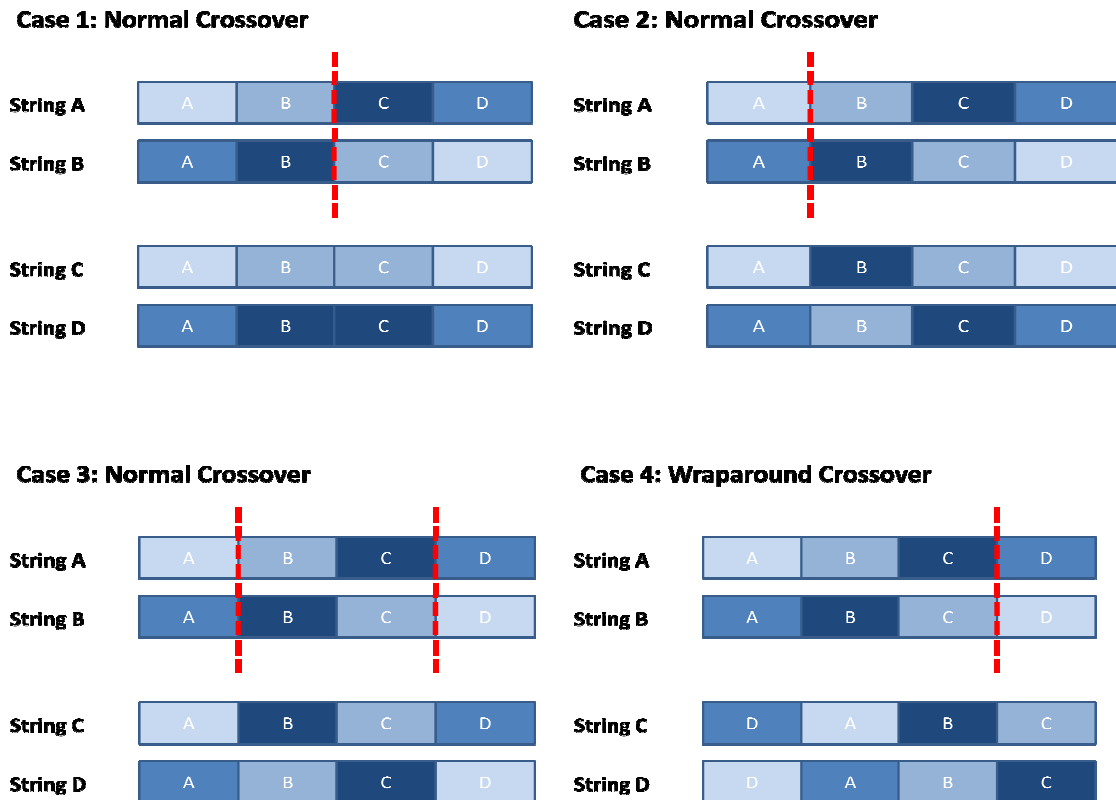 Case 1: Normal Crossover
String A A B C D
String B A B C D
String C A B C D
String D A B C D
Case 2: Normal Crossover
String A A B C D
String B A B C D
String C A B C D
String D A B C D
Case 3: Normal Crossover
String A A B C D
String B A B C D
String C A B C D
String D A B C D
Case 4: Wraparound Crossover
String A A B C D
String B A B C D
String C D A B C
String D D A B C